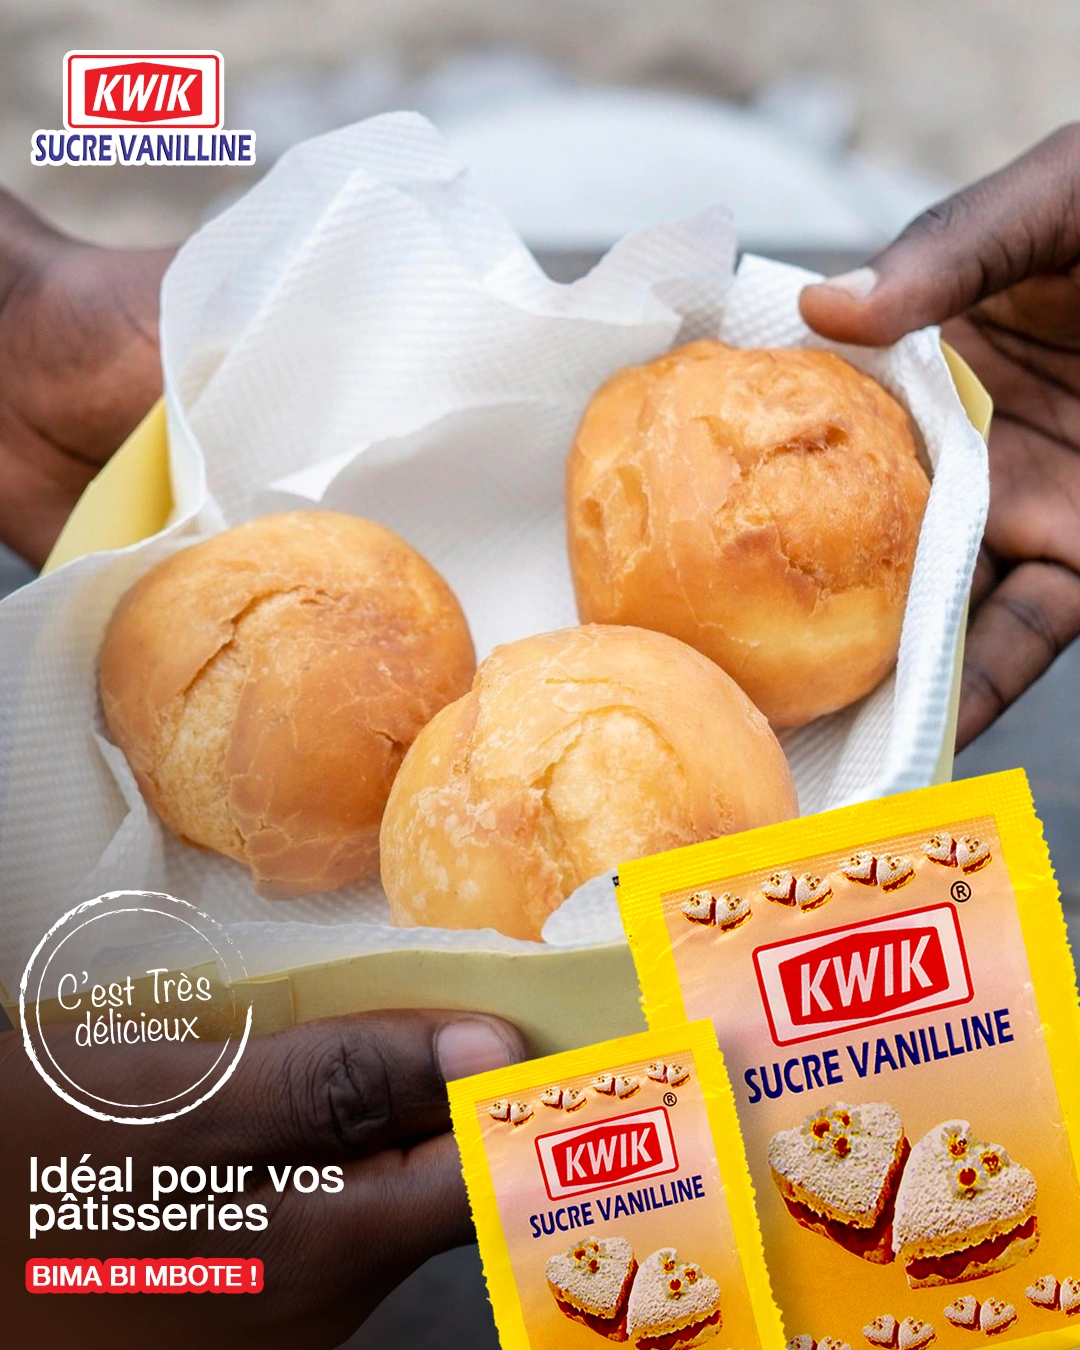 KWIK
SUCRE VANILLINE
C'est Très
délicieux
Idéal pour vos
pâtisseries
BIMA BI MBOTE !
®
KWIK
SUCRE VANILLINE
®
KWIK
SUCRE VANILLINE